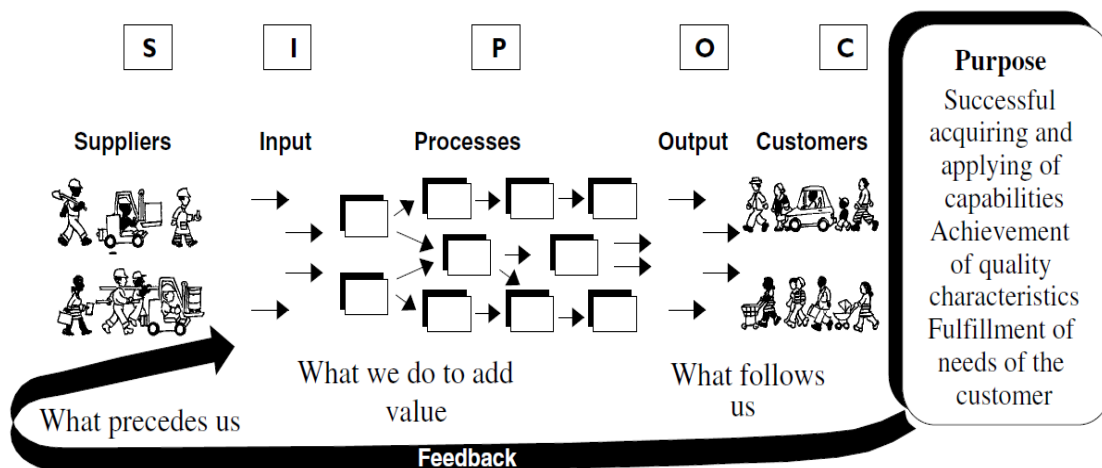 S I P O C
Purpose
Successful
acquiring and
applying of
capabilities
Achievement
of quality
characteristics
Fulfillment of
needs of the
customer
Suppliers Input Processes Output Customers
What precedes us
What we do to add
value
What follows
us
Feedback